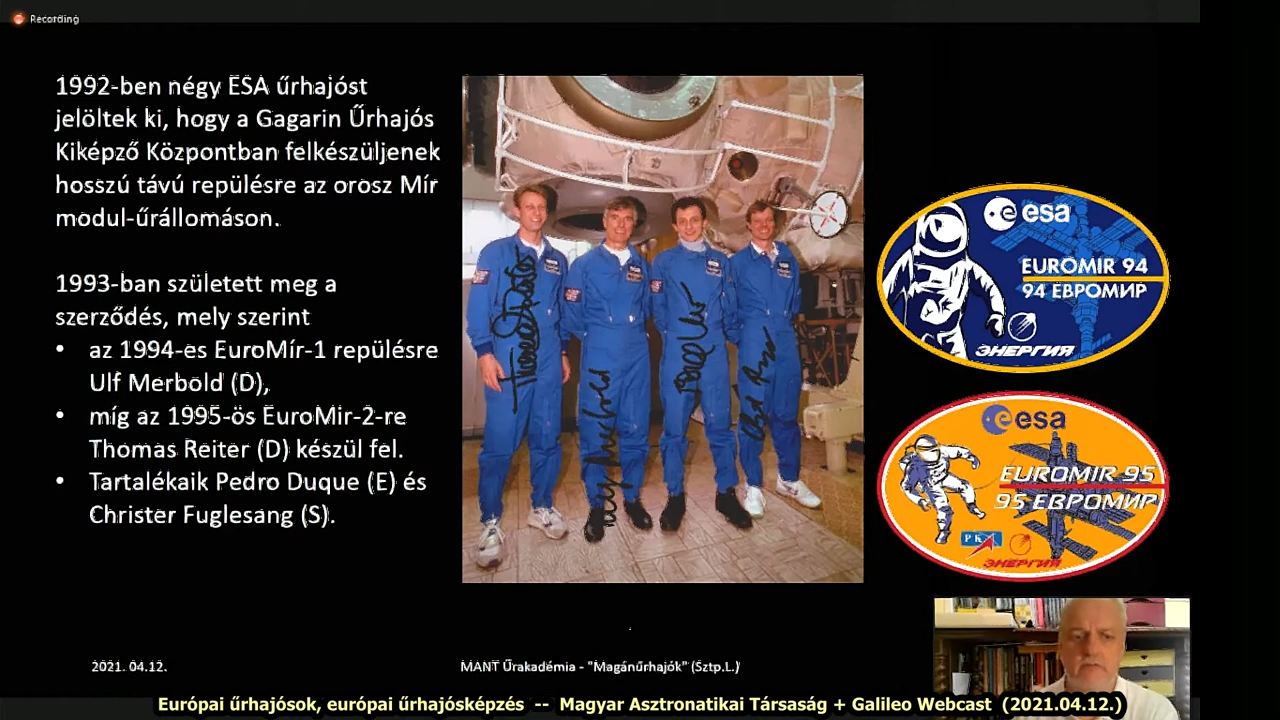 Recording
1992-ben négy ESA űrhajóst
jelöltek ki, hogy a Gagarin Űrhajós
Kiképző Központban felkészüljenek
hosszú távú repülésre az orosz Mír
modul-űrállomáson.
1993-ban született meg a
szerződés, mely szerint
• az 1994-es EuroMír-1 repülésre
Ulf Merbold (D),
• míg az 1995-ös EuroMir-2-re
Thomas Reiter (D) készül fel.
• Tartalékaik Pedro Duque (E) és
Christer Fuglesang (S).
esa
EUROMIR 94
94 ЕВРОМИР
ЭНЕРГИЯ
esa
EUROMIR 95
95 ЕВРОМИР
РКА
ЭНЕРГИЯ
2021. 04.12.
MANT Űrakadémia - "Magánűrhajók" (Sztp.L.)
Európai űrhajósok, európai űrhajósképzés -- Magyar Asztronatikai Társaság + Galileo Webcast (2021.04.12.)